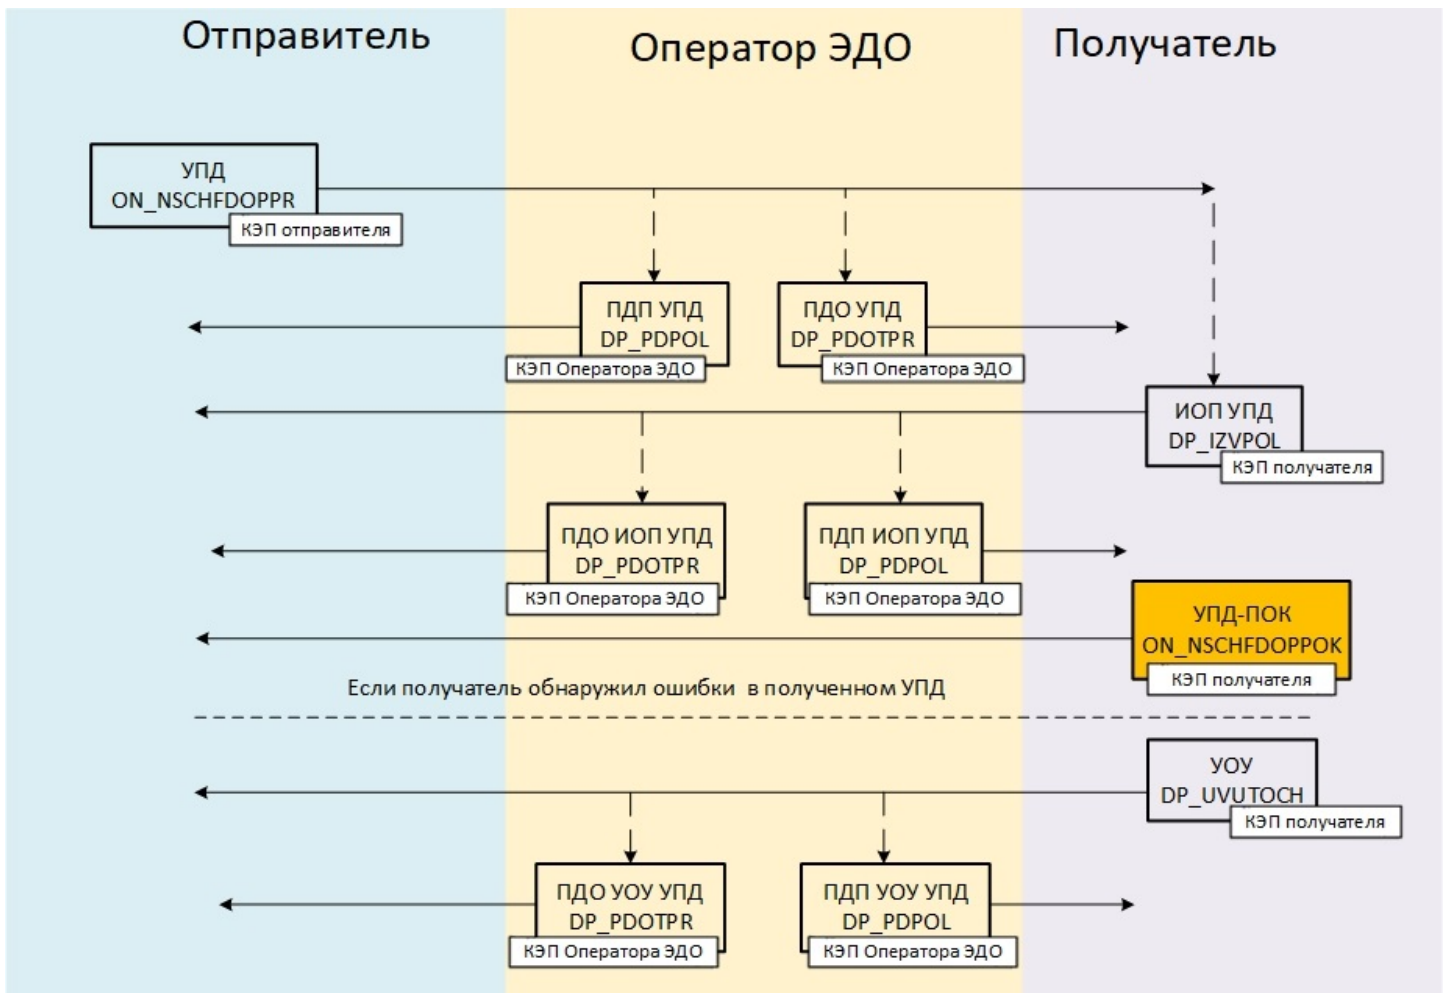 Отправитель
Оператор ЭДО
Получатель
УПД
ON_NSCHFDOPPR
КЭП отправителя
ПДП УПД
DP_PDPOL
КЭП Оператора ЭДО
ПДО УПД
DP_PDOTPR
КЭП Оператора ЭДО
ИОП УПД
DP_IZVPOL
КЭП получателя
ПДО ИОП УПД
DP_PDOTPR
КЭП Оператора ЭДО
ПДП ИОП УПД
DP_PDPOL
КЭП Оператора ЭДО
УПД-ПОК
ON_NSCHFDOPPOK
КЭП получателя
Если получатель обнаружил ошибки в полученном УПД
УОУ
DP_UVUTOCH
КЭП получателя
ПДО УОУ УПД
DP_PDOTPR
КЭП Оператора ЭДО
ПДП УОУ УПД
DP_PDPOL
КЭП Оператора ЭДО